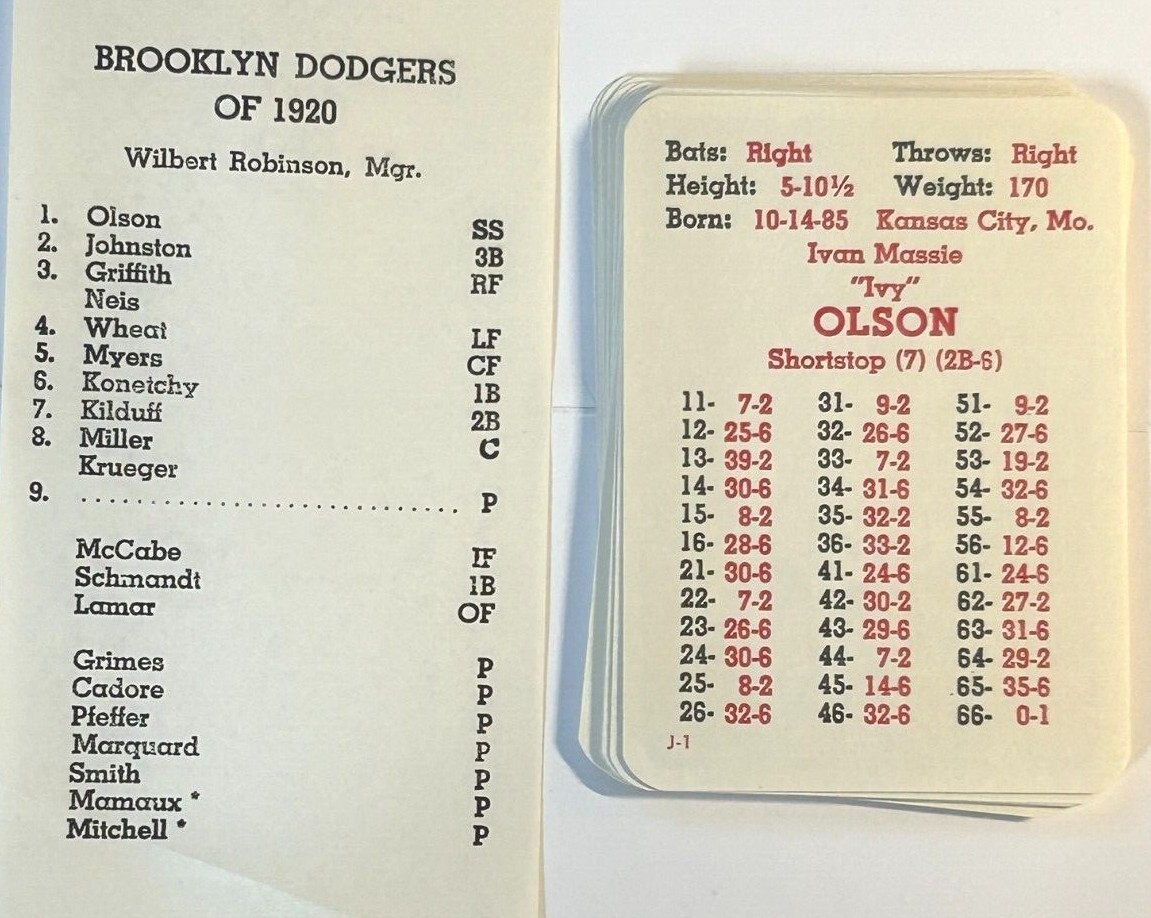 BROOKLYN DODGERS
OF 1920
Wilbert Robinson, Mgr.
1. Olson SS
2. Johnston 3B
3. Griffith RF
Neis
4. Wheat LF
5. Myers CF
6. Konetchy 1B
7. Kilduff 2B
8. Miller C
Krueger
9. .............................. P
McCabe IF
Schmandt 1B
Lamar OF
Grimes P
Cadore P
Pfeffer P
Marquard P
Smith P
Mamaux * P
Mitchell * P
Bats: Right Throws: Right
Height: 5-10½ Weight: 170
Born: 10-14-85 Kansas City, Mo.
Ivan Massie
"Ivy"
OLSON
Shortstop (7) (2B-6)
11- 7-2 31- 9-2 51- 9-2
12- 25-6 32- 26-6 52- 27-6
13- 39-2 33- 7-2 53- 19-2
14- 30-6 34- 31-6 54- 32-6
15- 8-2 35- 32-2 55- 8-2
16- 28-6 36- 33-2 56- 12-6
21- 30-6 41- 24-6 61- 24-6
22- 7-2 42- 30-2 62- 27-2
23- 26-6 43- 29-6 63- 31-6
24- 30-6 44- 7-2 64- 29-2
25- 8-2 45- 14-6 65- 35-6
26- 32-6 46- 32-6 66- 0-1
J-1